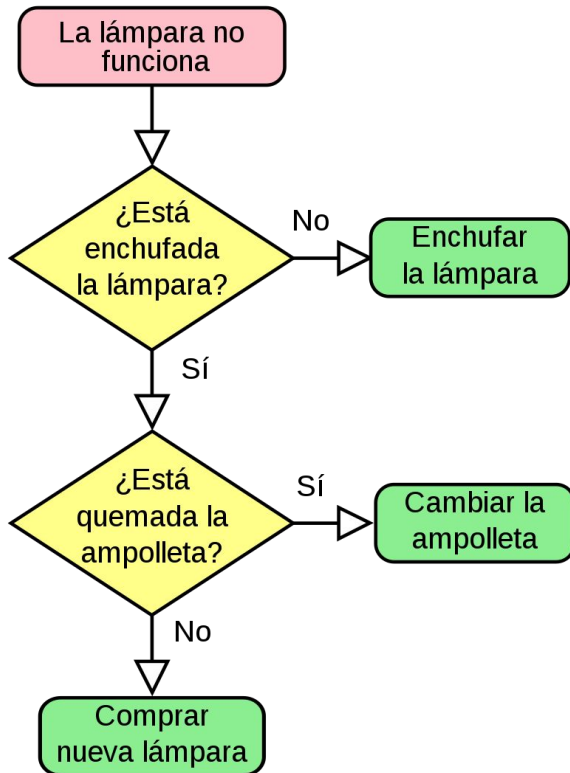 La lámpara no
funciona
¿Está
enchufada
la lámpara?
No
Enchufar
la lámpara
Sí
¿Está
quemada la
ampolleta?
Sí
Cambiar la
ampolleta
No
Comprar
nueva lámpara